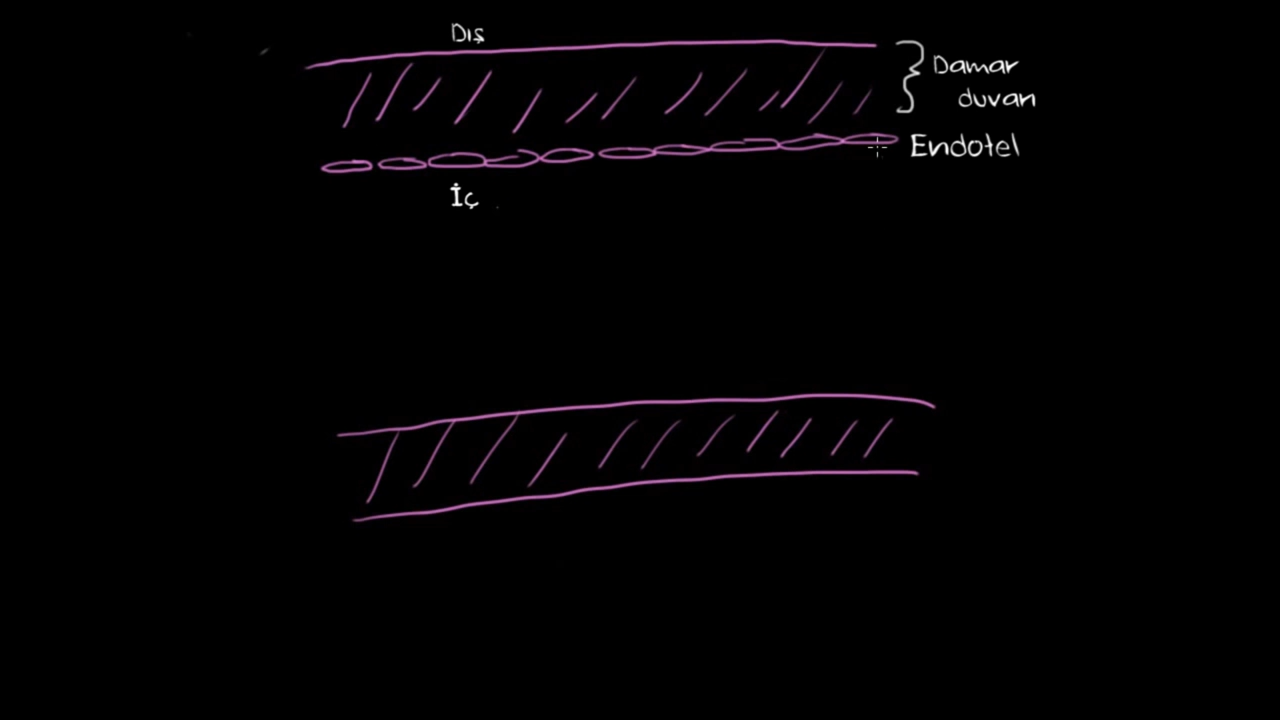 Dış
Damar
duvarı
Endotel
İç